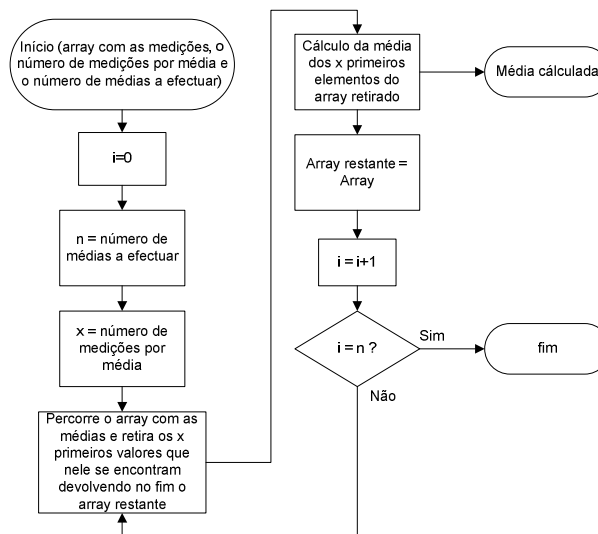 Início (array com as medições, o
número de medições por média e
o número de médias a efectuar)
i=0
n = número de
médias a efectuar
x = número de
medições por
média
Percorre o array com as
médias e retira os x
primeiros valores que
nele se encontram
devolvendo no fim o
array restante
Cálculo da média
dos x primeiros
elementos do
array retirado
Média cálculada
Array restante =
Array
i = i+1
i = n ?
Sim
fim
Não